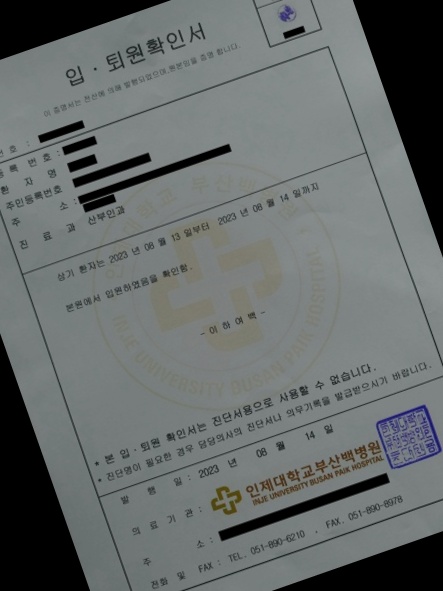 입 · 퇴원확인서
이 증명서는 전산에 의해 발행되었으며, 원본임을 증명 합니다.
번 호 :
등 록 번 호 :
환 자 명
주민등록번호
주 소 :
진 료 과 산부인과
상기 환자는 2023 년 08 월 13 일부터 2023 년 08 월 14 일까지
본원에서 입원하였음을 확인함.
- 이 하 여 백 -
INJE UNIVERSITY BUSAN PAIK HOSPITAL
* 본 입 · 퇴원 확인서는 진단서용으로 사용할 수 없습니다.
* 진단명이 필요한 경우 담당의사의 진단서나 의무기록을 발급받으시기 바랍니다.
발 행 일 : 2023 년 08 월 14 일
의 료 기 관 : 인제대학교부산백병원
INJE UNIVERSITY BUSAN PAIK HOSPITAL
주 소 :
전화 및 FAX : TEL. 051-890-6210 , FAX. 051-890-8978